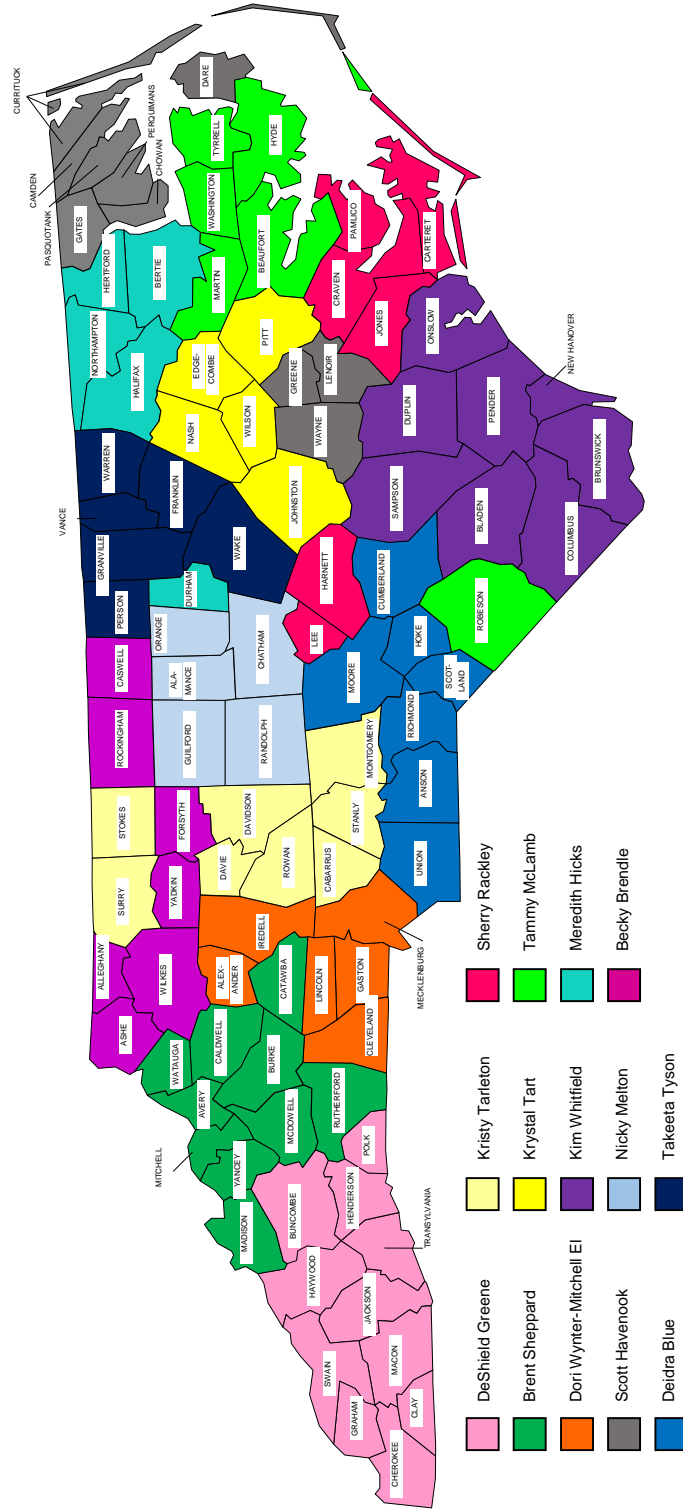 CURRITUCK
CAMDEN
PASQUOTANK
PERQUIMANS
CHOWAN
GATES
HERTFORD
BERTIE
NORTHAMPTON
HALIFAX
DARE
TYRRELL
WASHINGTON
HYDE
MARTIN
BEAUFORT
PAMLICO
CRAVEN
CARTERET
JONES
ONSLOW
EDGE-
COMBE
PITT
GREENE
LENOIR
NASH
WILSON
WAYNE
DUPLIN
PENDER
NEW HANOVER
BRUNSWICK
COLUMBUS
BLADEN
SAMPSON
JOHNSTON
WARREN
VANCE
FRANKLIN
GRANVILLE
WAKE
PERSON
DURHAM
ORANGE
HARNETT
CUMBERLAND
ROBESON
LEE
HOKE
SCOT-
LAND
CHATHAM
MOORE
CASWELL
ALA-
MANCE
ROCKINGHAM
GUILFORD
RANDOLPH
RICHMOND
MONTGOMERY
ANSON
STANLY
UNION
STOKES
FORSYTH
DAVIDSON
CABARRUS
SURRY
YADKIN
DAVIE
ROWAN
MECKLENBURG
IREDELL
ALLEGHANY
WILKES
ASHE
ALEX-
ANDER
CATAWBA
LINCOLN
GASTON
CLEVELAND
WATAUGA
CALDWELL
BURKE
AVERY
MCDOWELL
RUTHERFORD
MITCHELL
YANCEY
POLK
MADISON
BUNCOMBE
HENDERSON
TRANSYLVANIA
HAYWOOD
JACKSON
SWAIN
MACON
GRAHAM
CLAY
CHEROKEE
DeShield Greene
Brent Sheppard
Dori Wynter-Mitchell El
Scott Havenook
Deidra Blue
Kristy Tarleton
Krystal Tart
Kim Whitfield
Nicky Melton
Takeeta Tyson
Sherry Rackley
Tammy McLamb
Meredith Hicks
Becky Brendle